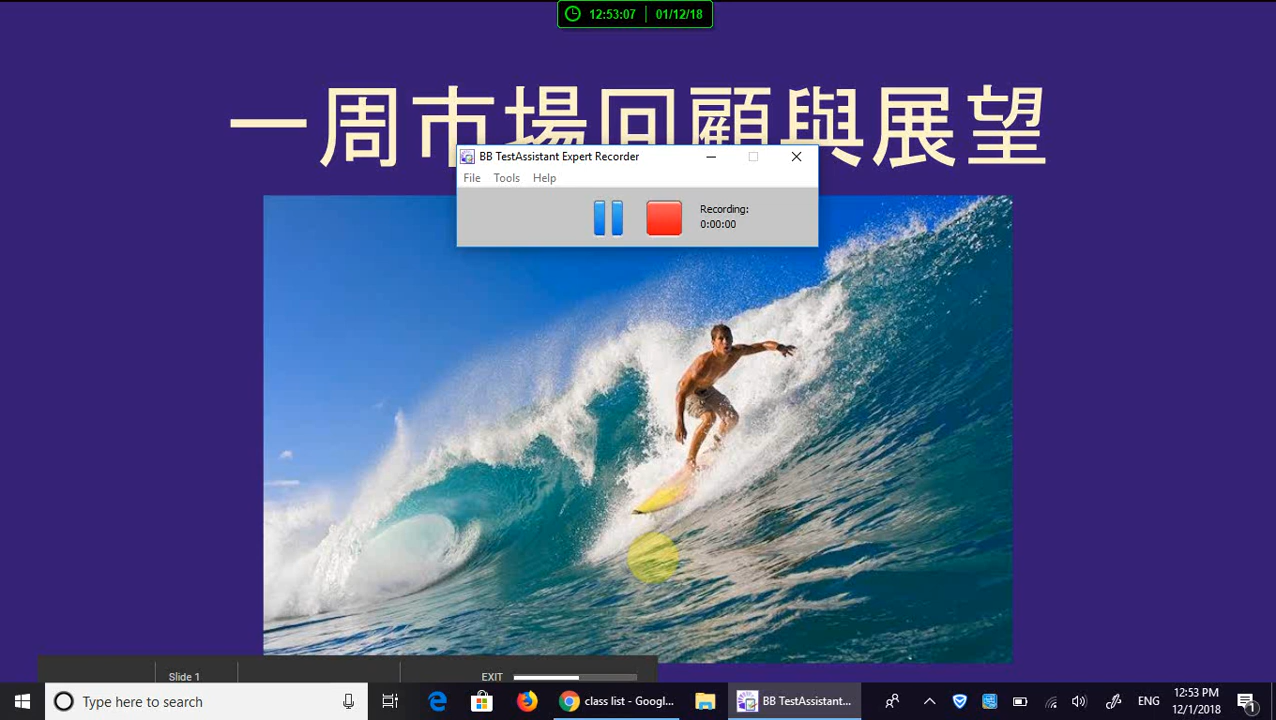 12:53:07 01/12/18
一周市場回顧與展望
BB TestAssistant Expert Recorder
File Tools Help
Recording:
0:00:00
Slide 1 EXIT
Type here to search
class list - Googl...
BB TestAssistant...
ENG
12:53 PM
12/1/2018
1